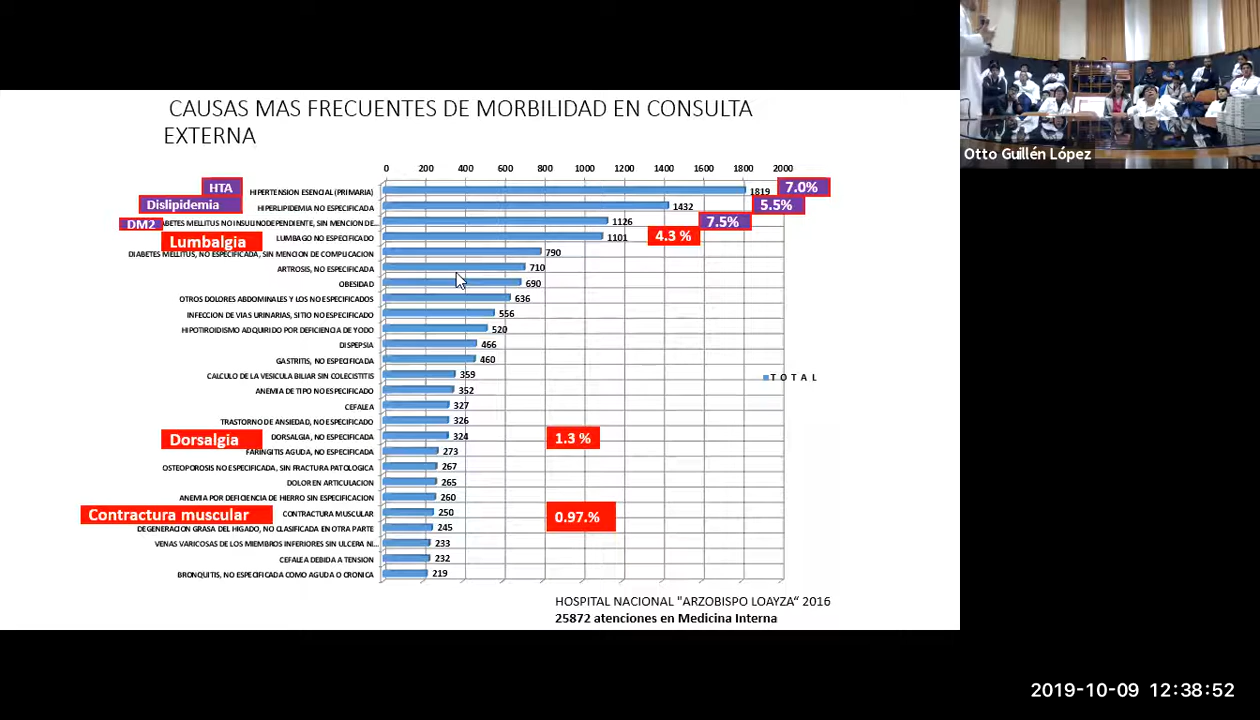 CAUSAS MAS FRECUENTES DE MORBILIDAD EN CONSULTA
EXTERNA
Otto Guillén López
0 200 400 600 800 1000 1200 1400 1600 1800 2000
HTA HIPERTENSION ESENCIAL (PRIMARIA) 1819 7.0%
Dislipidemia HIPERLIPIDEMIA NO ESPECIFICADA 1432 5.5%
DM2 ABETES MELLITUS NO INSULINODEPENDIENTE, SIN MENCION DE... 1126 7.5%
Lumbalgia LUMBAGO NO ESPECIFICADO 1101 4.3 %
DIABETES MELLITUS, NO ESPECIFICADA, SIN MENCION DE COMPLICACION 790
ARTROSIS, NO ESPECIFICADA 710
OBESIDAD 690
OTROS DOLORES ABDOMINALES Y LOS NO ESPECIFICADOS 636
INFECCION DE VIAS URINARIAS, SITIO NO ESPECIFICADO 556
HIPOTIROIDISMO ADQUIRIDO POR DEFICIENCIA DE YODO 520
DISPEPSIA 466
GASTRITIS, NO ESPECIFICADA 460
CALCULO DE LA VESICULA BILIAR SIN COLECISTITIS 359
TOTAL
ANEMIA DE TIPO NO ESPECIFICADO 352
CEFALEA 327
TRASTORNO DE ANSIEDAD, NO ESPECIFICADO 326
Dorsalgia DORSALGIA, NO ESPECIFICADA 324 1.3 %
FARINGITIS AGUDA, NO ESPECIFICADA 273
OSTEOPOROSIS NO ESPECIFICADA, SIN FRACTURA PATOLOGICA 267
DOLOR EN ARTICULACION 265
ANEMIA POR DEFICIENCIA DE HIERRO SIN ESPECIFICACION 260
Contractura muscular CONTRACTURA MUSCULAR 250 0.97.%
DEGENERACION GRASA DEL HIGADO, NO CLASIFICADA EN OTRA PARTE 245
VENAS VARICOSAS DE LOS MIEMBROS INFERIORES SIN ULCERA NI... 233
CEFALEA DEBIDA A TENSION 232
BRONQUITIS, NO ESPECIFICADA COMO AGUDA O CRONICA 219
HOSPITAL NACIONAL "ARZOBISPO LOAYZA“ 2016
25872 atenciones en Medicina Interna
2019-10-09 12:38:52